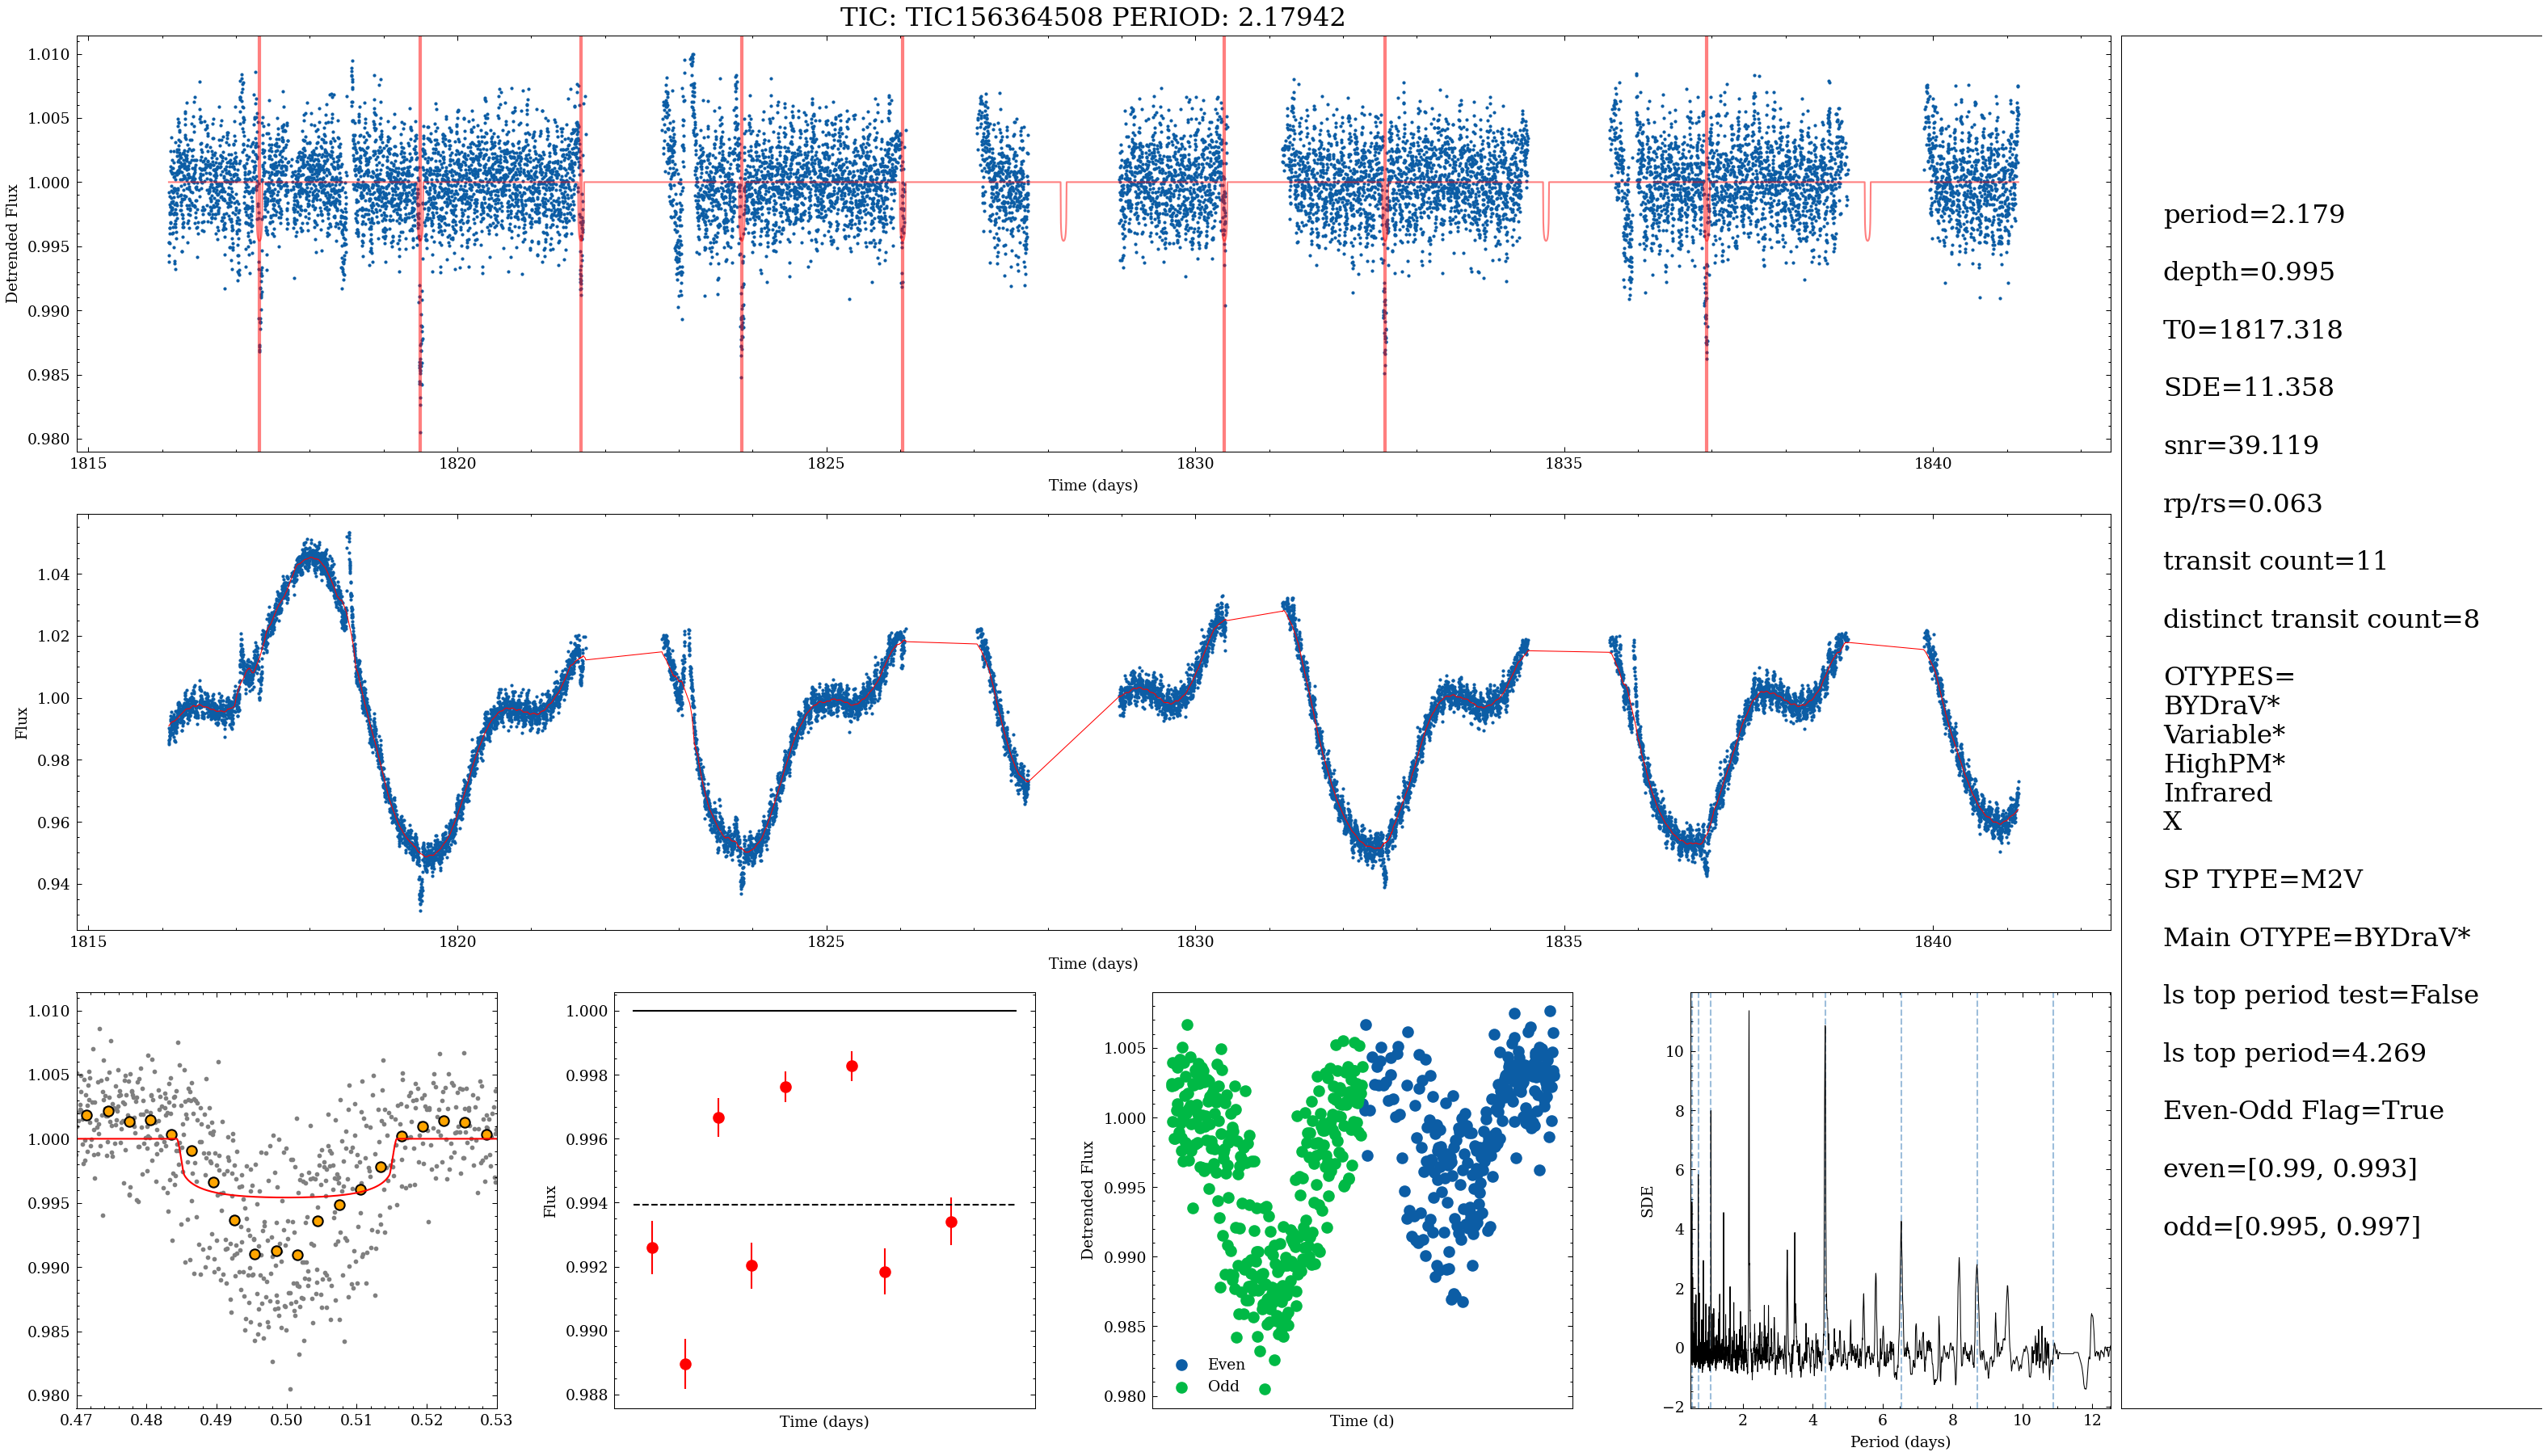 TIC: TIC156364508 PERIOD: 2.17942
1.010
1.005
1.000
0.995
0.990
0.985
0.980
Detrended Flux
1815
1820
1825
1830
1835
1840
Time (days)
1.04
1.02
1.00
0.98
0.96
0.94
Flux
1815
1820
1825
1830
1835
1840
Time (days)
1.010
1.005
1.000
0.995
0.990
0.985
0.980
0.47
0.48
0.49
0.50
0.51
0.52
0.53
1.000
0.998
0.996
0.994
0.992
0.990
0.988
Flux
Time (days)
1.005
1.000
0.995
0.990
0.985
0.980
Detrended Flux
Even
Odd
Time (d)
10
8
6
4
2
0
−2
SDE
2
4
6
8
10
12
Period (days)
period=2.179
depth=0.995
T0=1817.318
SDE=11.358
snr=39.119
rp/rs=0.063
transit count=11
distinct transit count=8
OTYPES=
BYDraV*
Variable*
HighPM*
Infrared
X
SP TYPE=M2V
Main OTYPE=BYDraV*
ls top period test=False
ls top period=4.269
Even-Odd Flag=True
even=[0.99, 0.993]
odd=[0.995, 0.997]